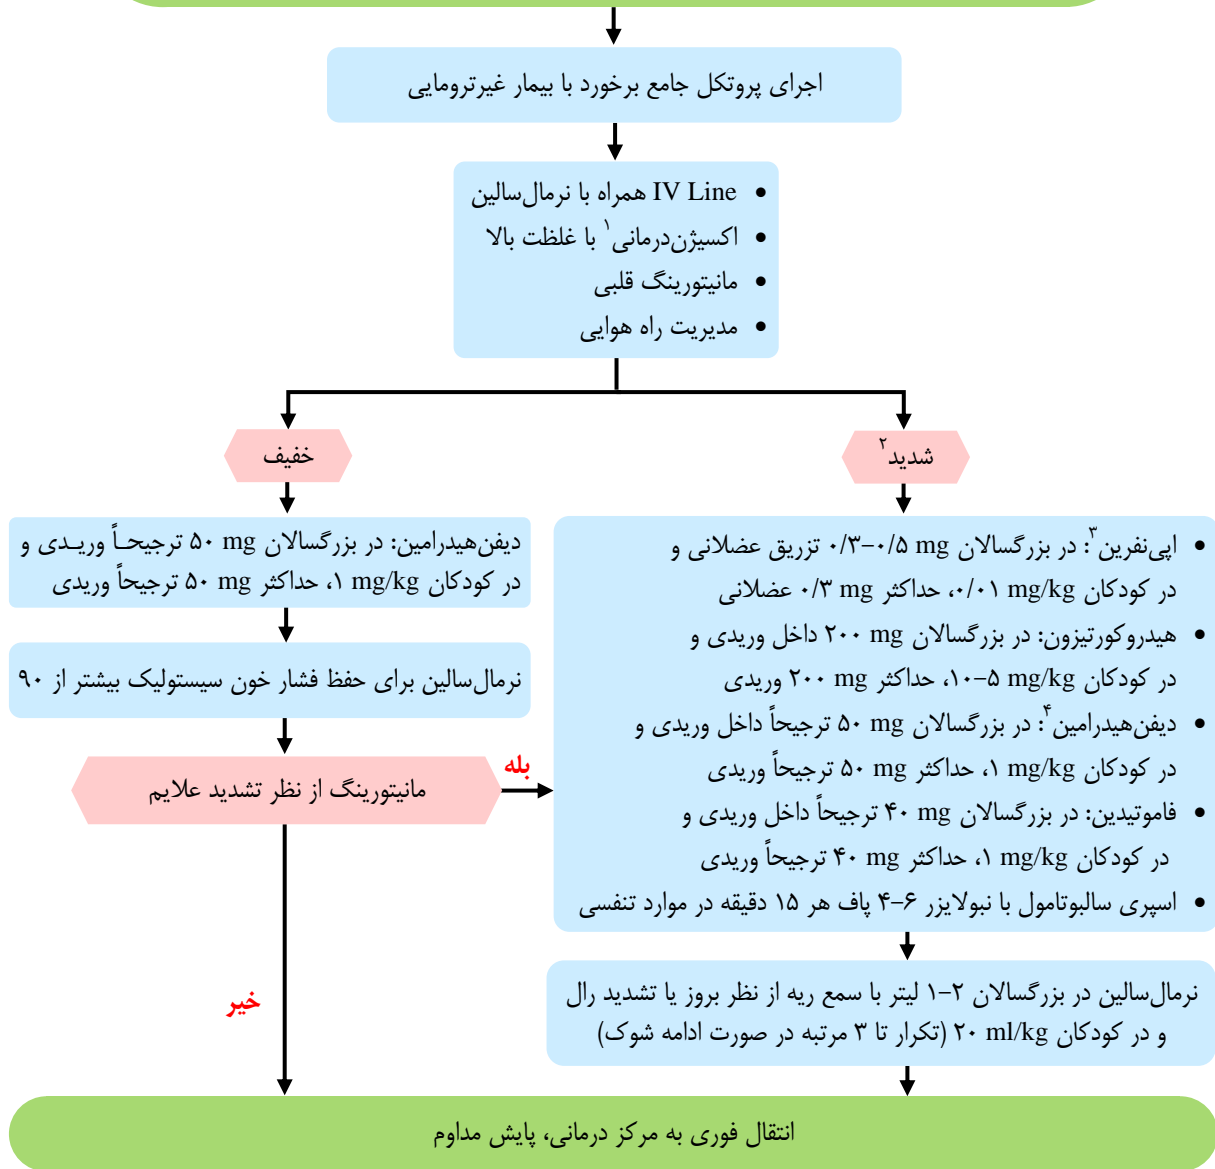 اجرای پروتکل جامع برخورد با بیمار غیرترومایی
• IV Line همراه با نرمال‌سالین
• اکسیژن‌درمانی۱ با غلظت بالا
• مانیتورینگ قلبی
• مدیریت راه هوایی
شدید۲
• اپی‌نفرین۳: در بزرگسالان ۰/۳–۰/۵ mg تزریق عضلانی و
در کودکان ۰/۰۱ mg/kg، حداکثر ۰/۳ mg عضلانی
• هیدروکورتیزون: در بزرگسالان ۲۰۰ mg داخل وریدی و
در کودکان ۱۰–۵ mg/kg، حداکثر ۲۰۰ mg وریدی
• دیفن‌هیدرامین۴: در بزرگسالان ۵۰ mg ترجیحاً داخل وریدی و
در کودکان ۱ mg/kg، حداکثر ۵۰ mg ترجیحاً وریدی
• فاموتیدین: در بزرگسالان ۴۰ mg ترجیحاً داخل وریدی و
در کودکان ۱ mg/kg، حداکثر ۴۰ mg ترجیحاً وریدی
• اسپری سالبوتامول با نبولایزر ۶–۴ پاف هر ۱۵ دقیقه در موارد تنفسی
نرمال‌سالین در بزرگسالان ۲–۱ لیتر با سمع ریه از نظر بروز یا تشدید رال
و در کودکان ۲۰ ml/kg (تکرار تا ۳ مرتبه در صورت ادامه شوک)
خفیف
دیفن‌هیدرامین: در بزرگسالان ۵۰ mg ترجیحـاً وریـدی و
در کودکان ۱ mg/kg، حداکثر ۵۰ mg ترجیحاً وریدی
نرمال‌سالین برای حفظ فشار خون سیستولیک بیشتر از ۹۰
مانیتورینگ از نظر تشدید علایم
بله
خیر
انتقال فوری به مرکز درمانی، پایش مداوم